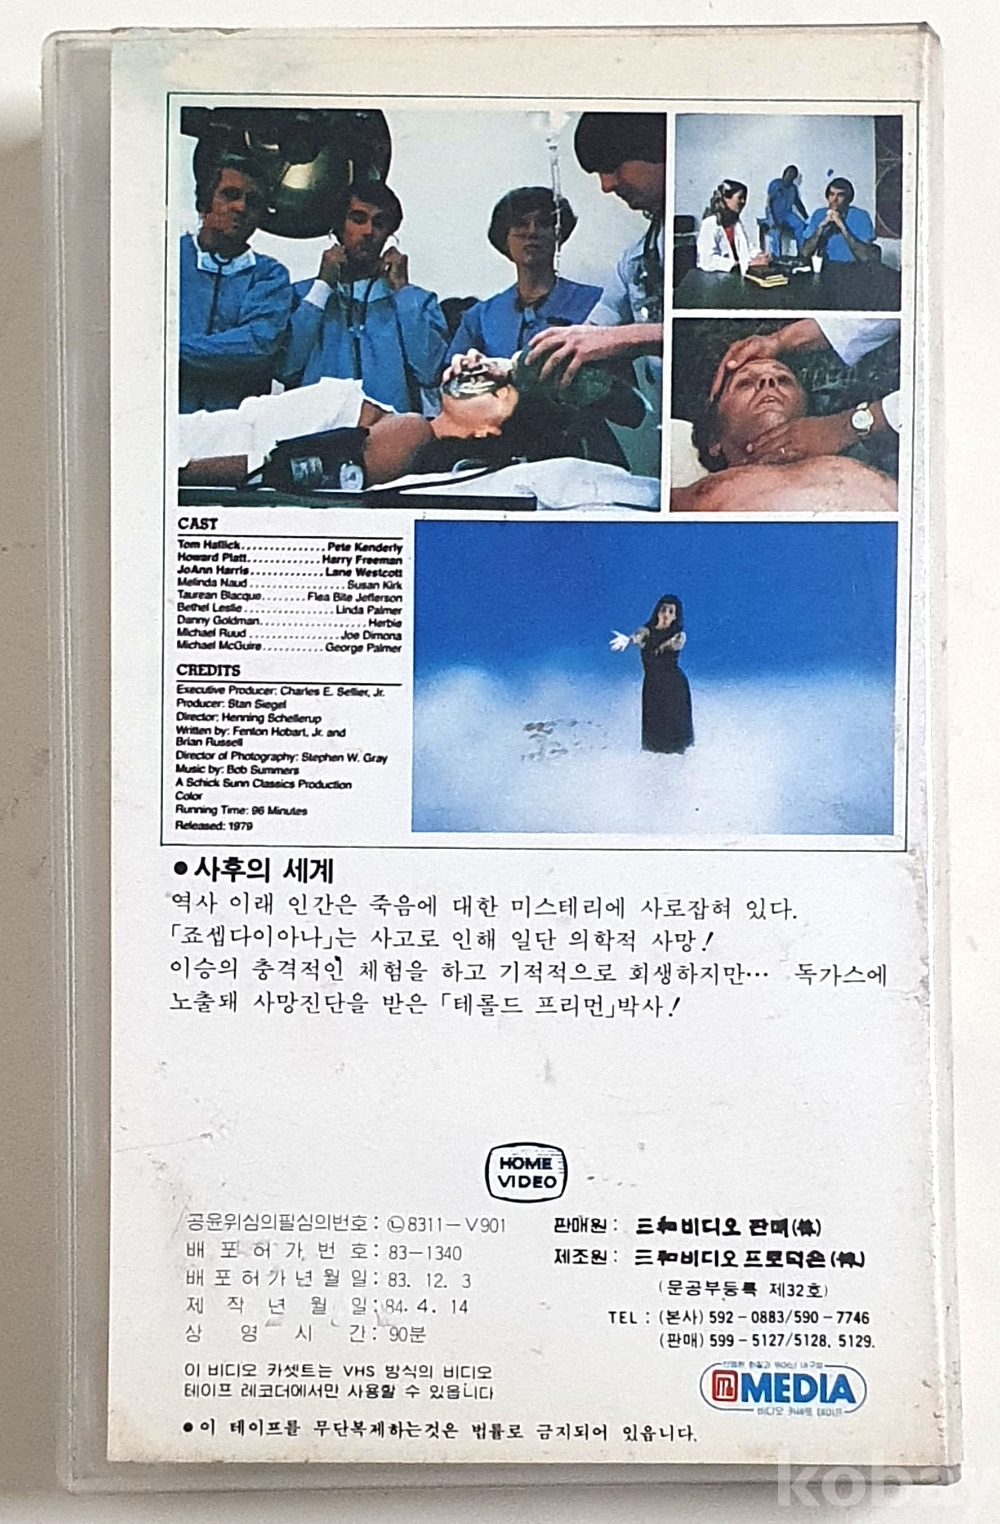 CAST
Tom Hallick..............Pete Kenderly
Howard Platt............Harry Freeman
JoAnn Harris............Lane Westcott
Melinda Naud................Susan Kirk
Taurean Blacque.......Flea Bite Jefferson
Bethel Leslie...............Linda Palmer
Danny Goldman..................Herbie
Michael Ruud...............Joe Dimona
Michael McGuire..........George Palmer
CREDITS
Executive Producer: Charles E. Sellier, Jr.
Producer: Stan Siegel
Director: Henning Schellerup
Written by: Fenton Hobart, Jr. and
Brian Russell
Director of Photography: Stephen W. Gray
Music by: Bob Summers
A Schick Sunn Classics Production
Color
Running Time: 96 Minutes
Released: 1979
● 사후의 세계
역사 이래 인간은 죽음에 대한 미스테리에 사로잡혀 있다.
「죠셉다이아나」는 사고로 인해 일단 의학적 사망!
이승의 충격적인 체험을 하고 기적적으로 회생하지만… 독가스에
노출돼 사망진단을 받은 「테롤드 프리먼」박사!
HOME
VIDEO
공윤위심의필심의번호: ㉡8311-V901
배포허가번호: 83-1340
배포허가년월일: 83. 12. 3
제작년월일: 84. 4. 14
상영시간: 90분
이 비디오 카셋트는 VHS 방식의 비디오
테이프 레코더에서만 사용할 수 있읍니다
● 이 테이프를 무단복제하는것은 법률로 금지되어 있읍니다.
판매원: 三和비디오 판매(株)
제조원: 三和비디오프로덕숀(株)
(문공부등록 제32호)
TEL: (본사) 592-0883/590-7746
(판매) 599-5127/5128, 5129.
MEDIA
비디오 카세트 테이프
kobay